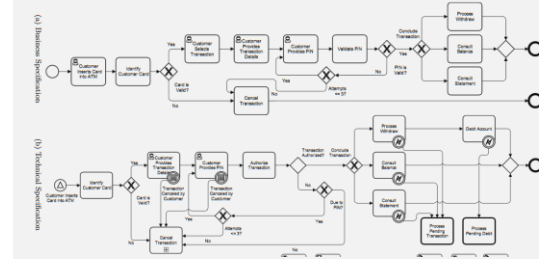 (a) Business Specification
Customer
Inserts Card
Into ATM
Identify
Customer Card
Card is
Valid?
Yes
No
Customer
Selects
Transaction
Customer
Provides
Transaction
Details
Customer
Provides PIN
Validate PIN
PIN is
Valid?
Yes
No
Attempts
<= 3?
Yes
No
Cancel
Transaction
Conclude
Transaction
Process
Withdraw
Consult
Balance
Consult
Statement
(b) Technical Specification
Customer Inserts
Card Into ATM
Identify
Customer Card
Card is
Valid?
Yes
No
Customer
Provides
Transaction
Details
Customer
Provides PIN
Transaction
Canceled by
Customer
Transaction
Canceled by
Customer
Authorize
Transaction
Transaction
Authorized?
Yes
No
Due to
PIN?
Yes
No
Attempts
<= 3?
Yes
No
Cancel
Transaction
Conclude
Transaction
Process
Withdraw
Consult
Balance
Consult
Statement
Debit Account
Process
Pending
Transaction
Process
Pending Debit